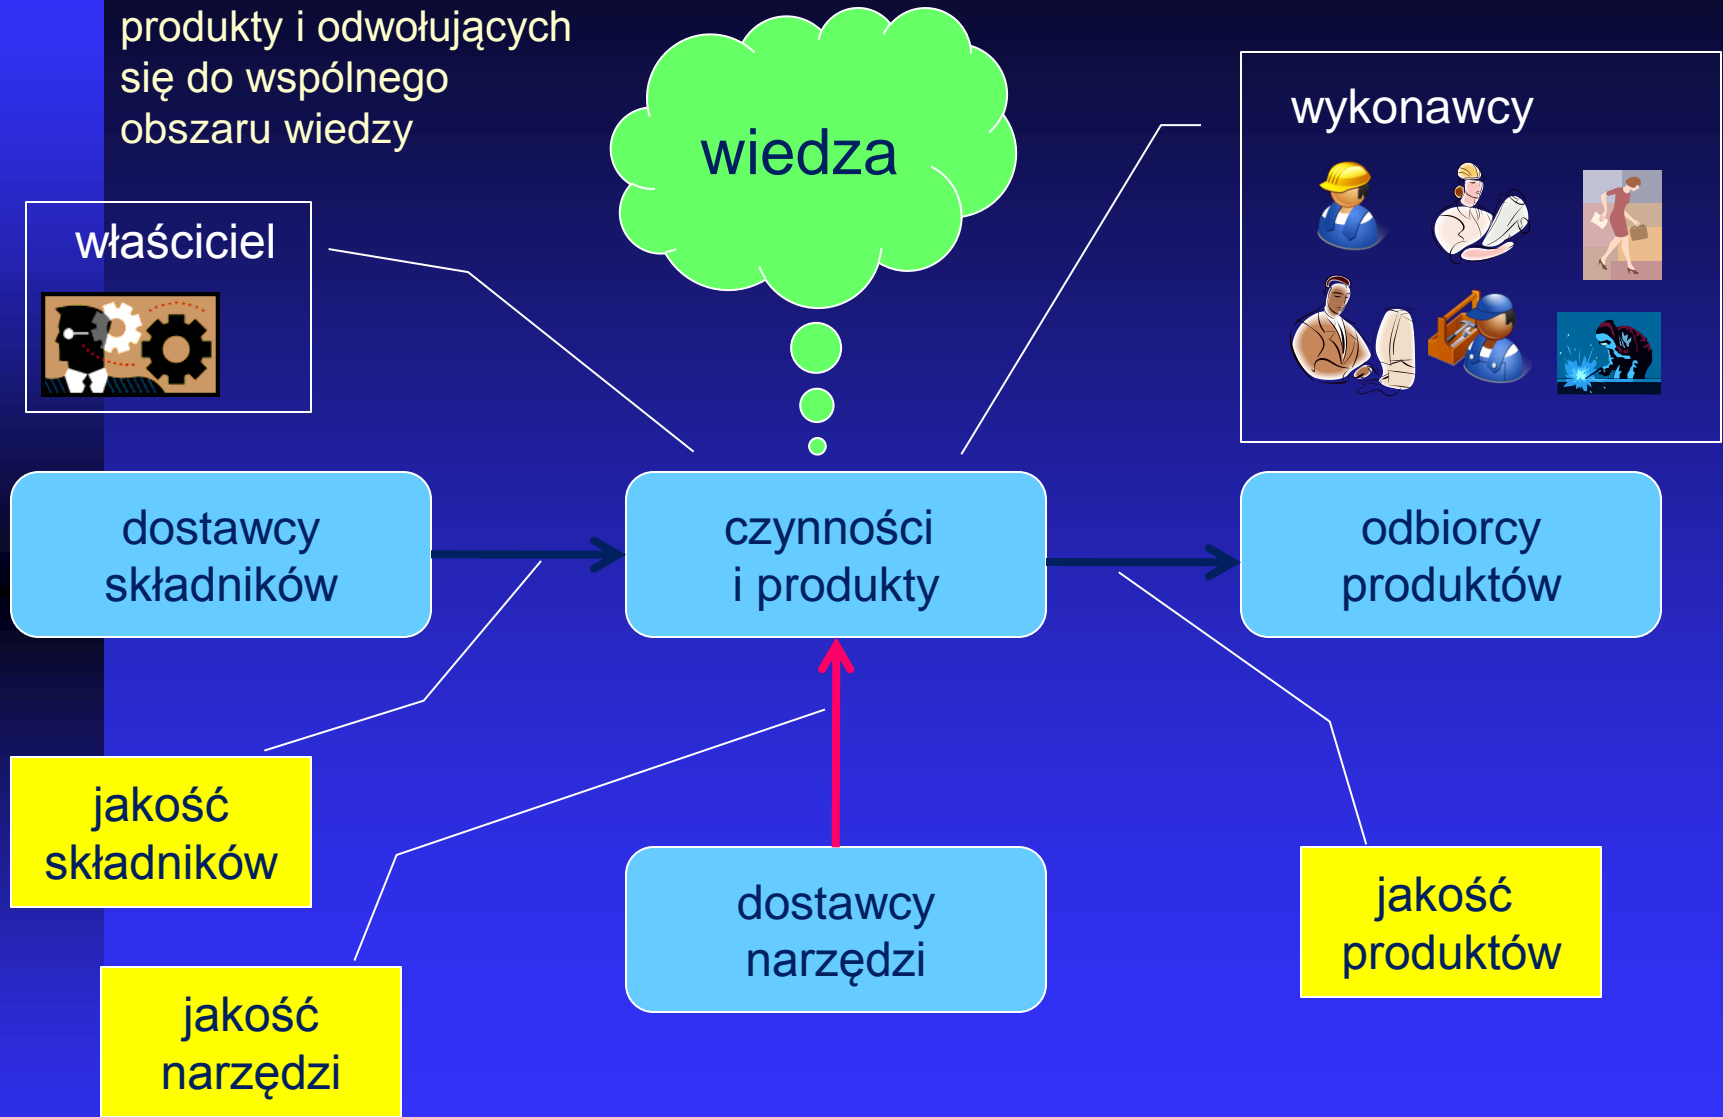 produkty i odwołujących
się do wspólnego
obszaru wiedzy
wiedza
wykonawcy
właściciel
dostawcy
składników
czynności
i produkty
odbiorcy
produktów
jakość
składników
dostawcy
narzędzi
jakość
produktów
jakość
narzędzi